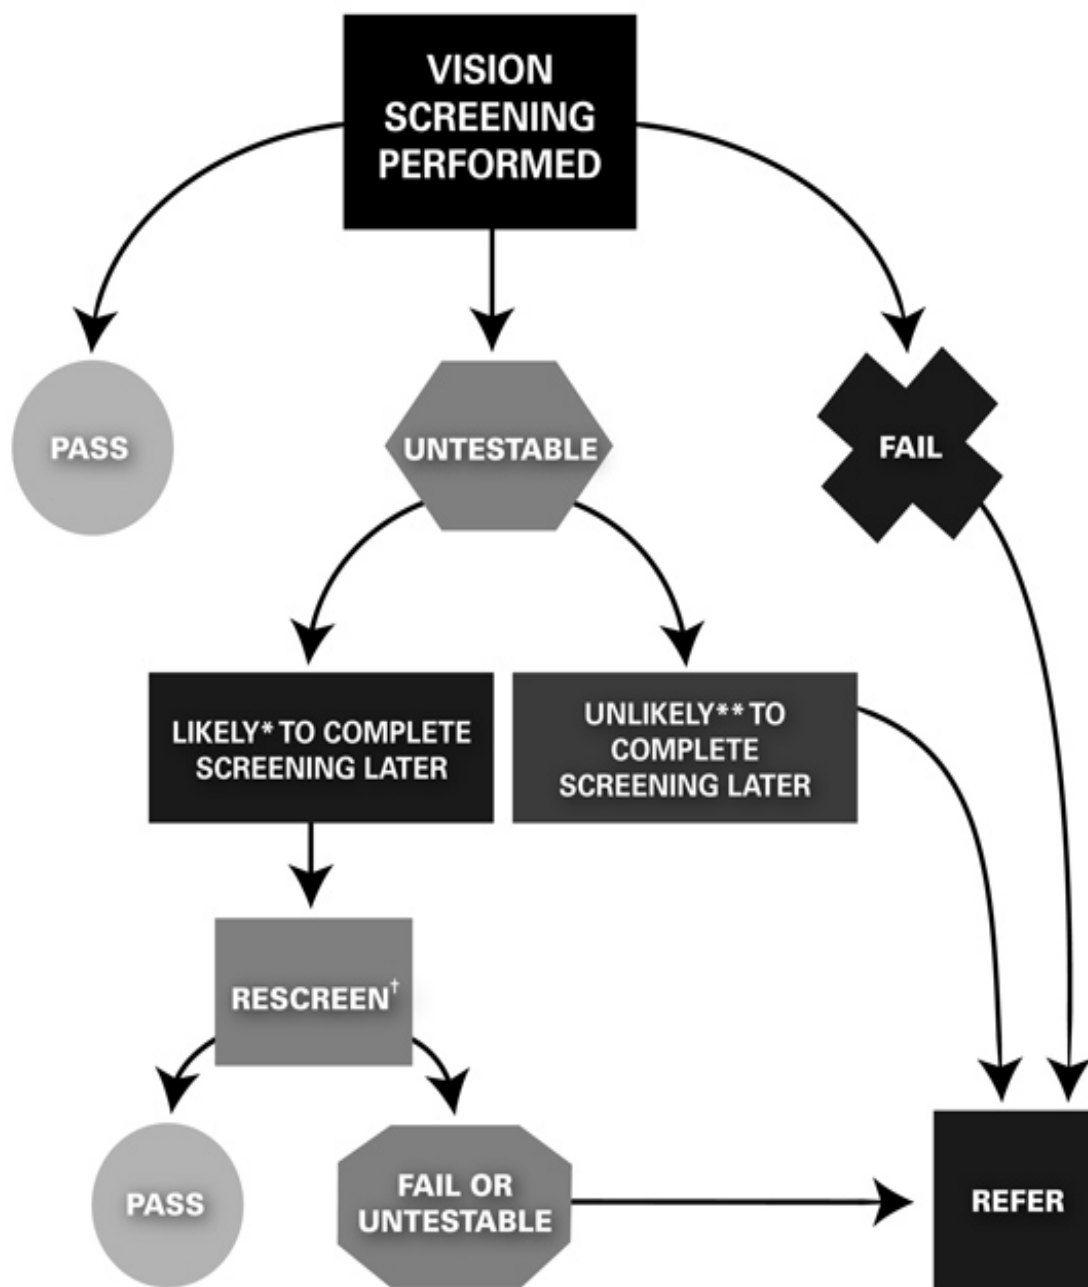 VISION
SCREENING
PERFORMED
PASS
UNTESTABLE
FAIL
LIKELY* TO COMPLETE
SCREENING LATER
UNLIKELY** TO
COMPLETE
SCREENING LATER
RESCREEN†
PASS
FAIL OR
UNTESTABLE
REFER